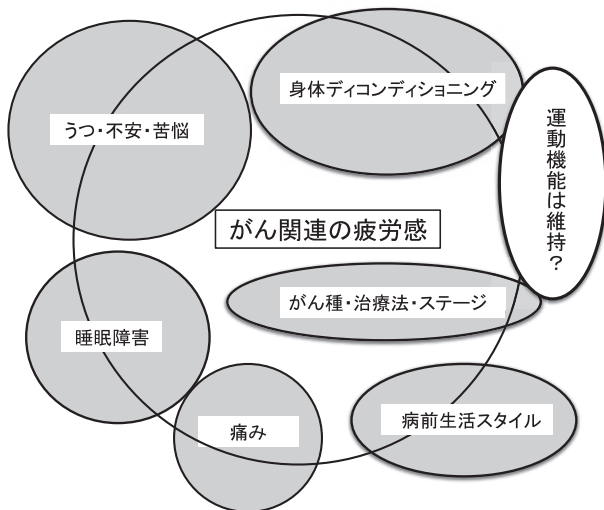 身体ディコンディショニング
うつ・不安・苦悩
運動機能は維持？
がん関連の疲労感
がん種・治療法・ステージ
睡眠障害
病前生活スタイル
痛み